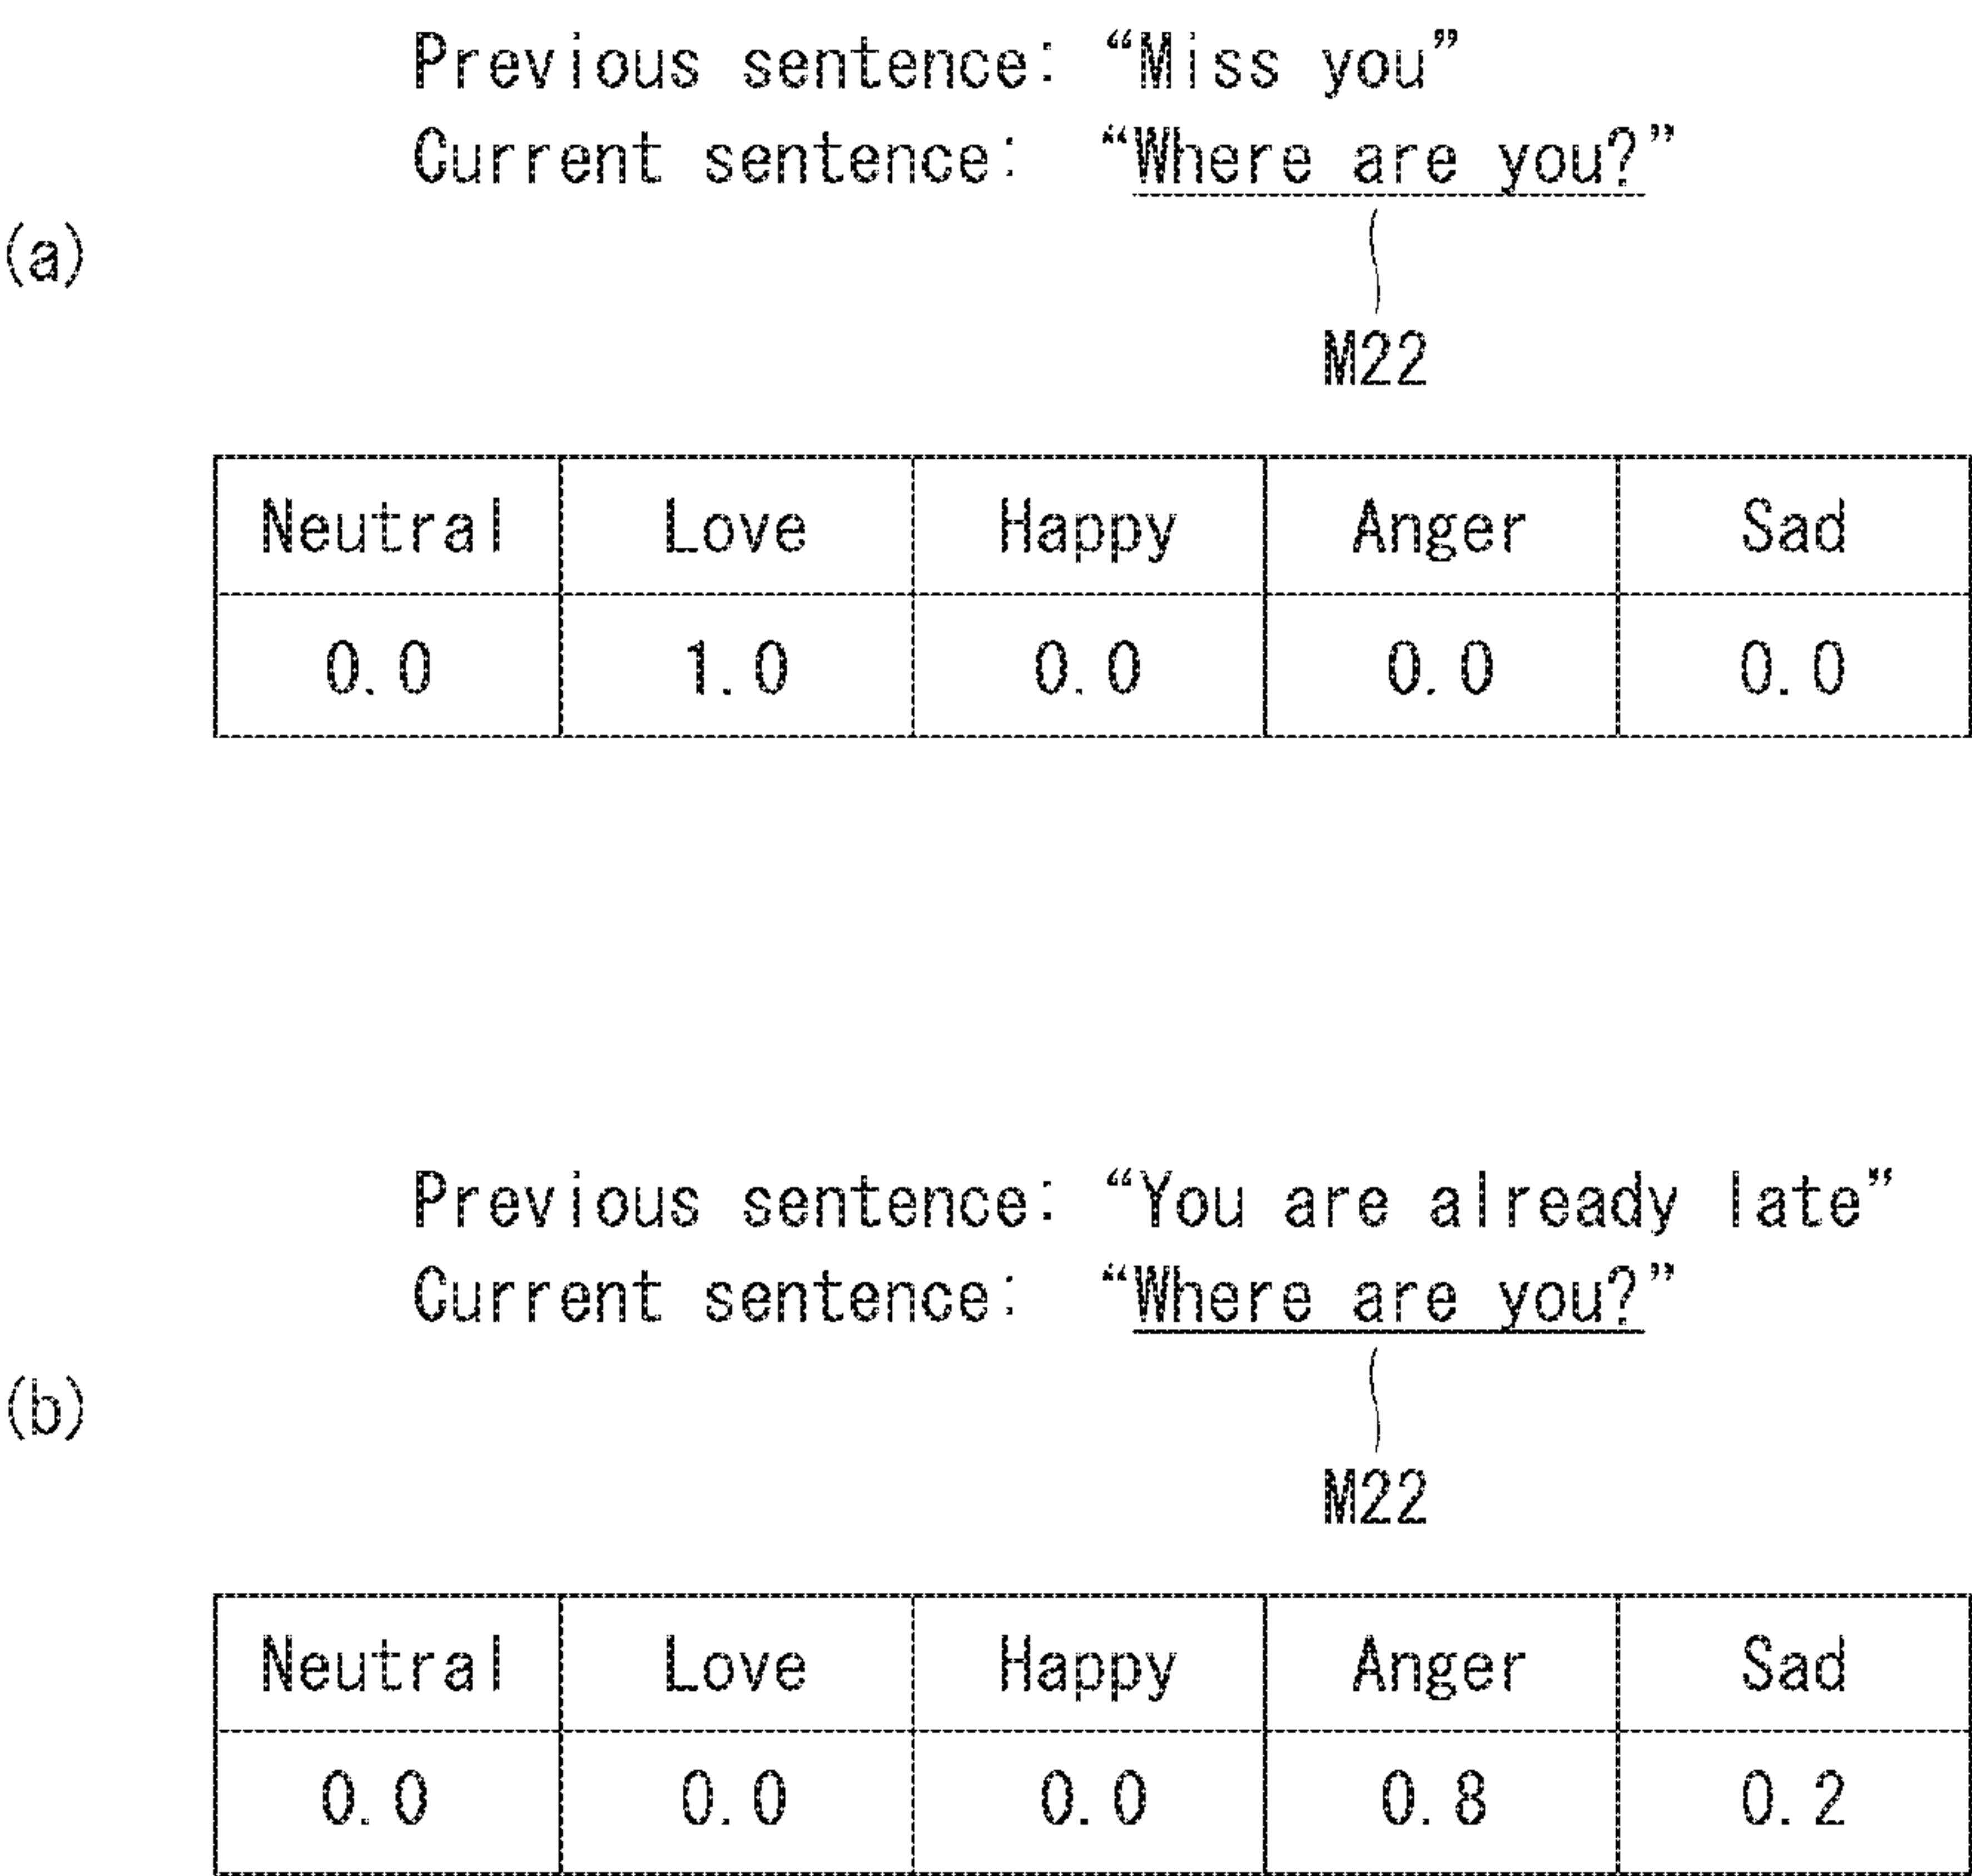 Previous sentence: “Miss you”
Current sentence: “Where are you?”
(a)
M22
Neutral Love Happy Anger Sad
0.0 1.0 0.0 0.0 0.0
Previous sentence: “You are already late”
Current sentence: “Where are you?”
(b)
M22
Neutral Love Happy Anger Sad
0.0 0.0 0.0 0.8 0.2